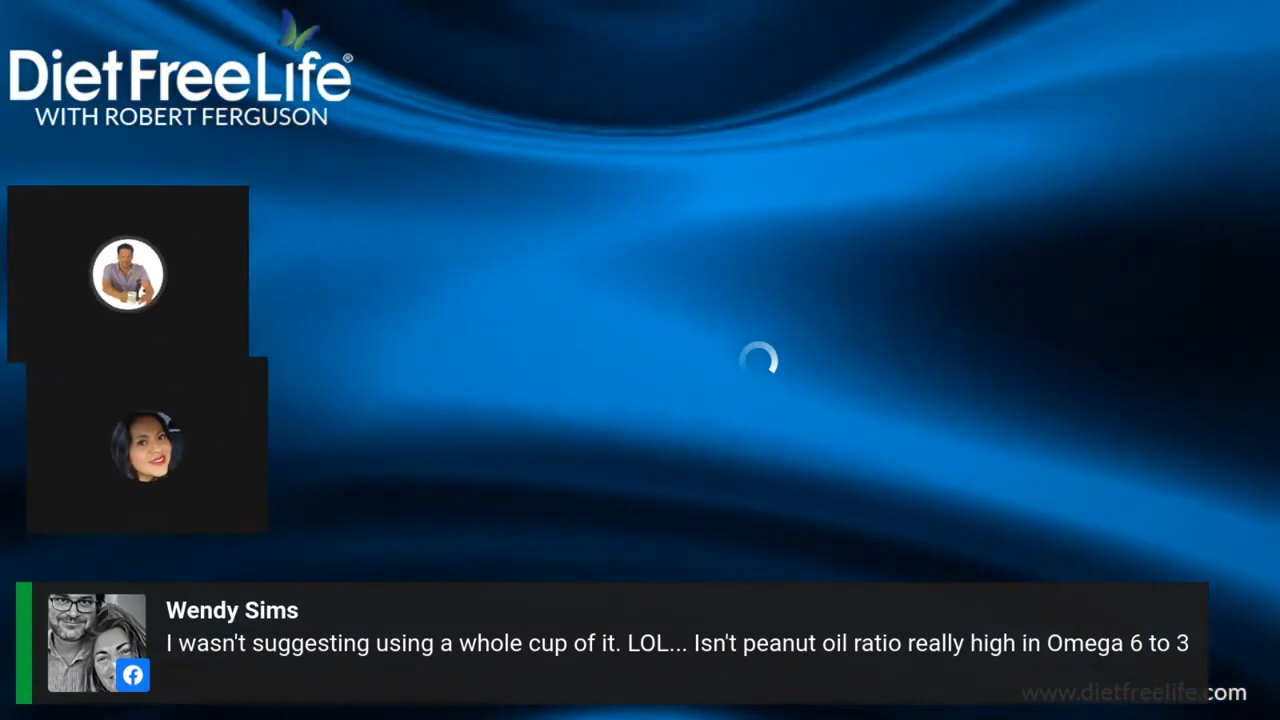 DietFreeLife®
WITH ROBERT FERGUSON
Wendy Sims
I wasn't suggesting using a whole cup of it. LOL... Isn't peanut oil ratio really high in Omega 6 to 3
www.dietfreelife.com